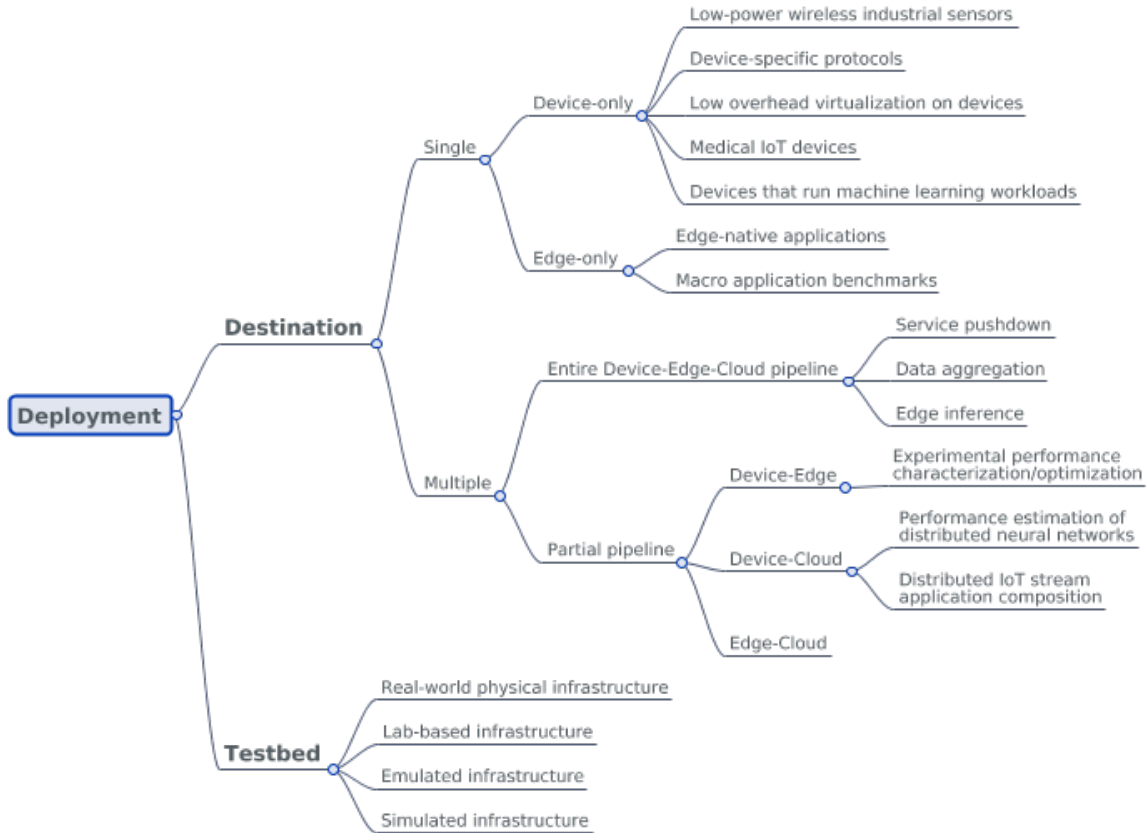 Deployment
Destination
Single
Device-only
Low-power wireless industrial sensors
Device-specific protocols
Low overhead virtualization on devices
Medical IoT devices
Devices that run machine learning workloads
Edge-only
Edge-native applications
Macro application benchmarks
Multiple
Entire Device-Edge-Cloud pipeline
Service pushdown
Data aggregation
Edge inference
Partial pipeline
Device-Edge
Experimental performance
characterization/optimization
Device-Cloud
Performance estimation of
distributed neural networks
Distributed IoT stream
application composition
Edge-Cloud
Testbed
Real-world physical infrastructure
Lab-based infrastructure
Emulated infrastructure
Simulated infrastructure